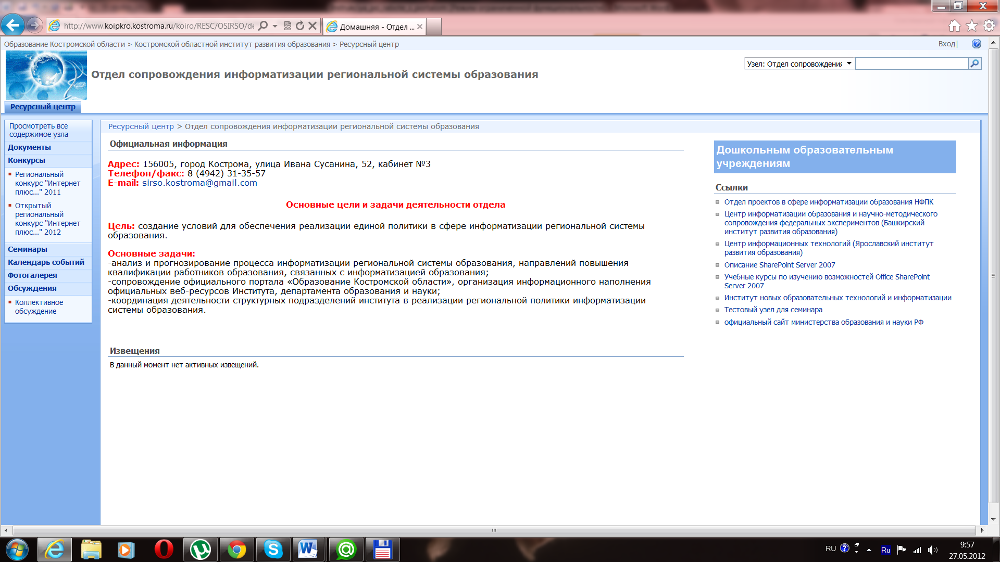 http://www.koipkro.kostroma.ru/koiro/RESC/OSIRSO/de
Домашняя - Отдел ...
Образование Костромской области > Костромской областной институт развития образования > Ресурсный центр
Вход|
Узел: Отдел сопровождения
Отдел сопровождения информатизации региональной системы образования
Ресурсный центр
Просмотреть все
содержимое узла
Документы
Конкурсы
Региональный
конкурс "Интернет
плюс..." 2011
Открытый
региональный
конкурс "Интернет
плюс..." 2012
Семинары
Календарь событий
Фотогалерея
Обсуждения
Коллективное
обсуждение
Ресурсный центр > Отдел сопровождения информатизации региональной системы образования
Официальная информация
Адрес: 156005, город Кострома, улица Ивана Сусанина, 52, кабинет №3
Телефон/факс: 8 (4942) 31-35-57
E-mail: sirso.kostroma@gmail.com
Основные цели и задачи деятельности отдела
Цель: создание условий для обеспечения реализации единой политики в сфере информатизации региональной системы
образования.
Основные задачи:
-анализ и прогнозирование процесса информатизации региональной системы образования, направлений повышения
квалификации работников образования, связанных с информатизацией образования;
-сопровождение официального портала «Образование Костромской области», организация информационного наполнения
официальных веб-ресурсов Института, департамента образования и науки;
-координация деятельности структурных подразделений института в реализации региональной политики информатизации
системы образования.
Извещения
В данный момент нет активных извещений.
Дошкольным образовательным
учреждениям
Ссылки
Отдел проектов в сфере информатизации образования НФПК
Центр информатизации образования и научно-методического
сопровождения федеральных экспериментов (Башкирский
институт развития образования)
Центр информационных технологий (Ярославский институт
развития образования)
Описание SharePoint Server 2007
Учебные курсы по изучению возможностей Office SharePoint
Server 2007
Институт новых образовательных технологий и информатизации
Тестовый узел для семинара
официальный сайт министерства образования и науки РФ
RU
Ru
9:57
27.05.2012